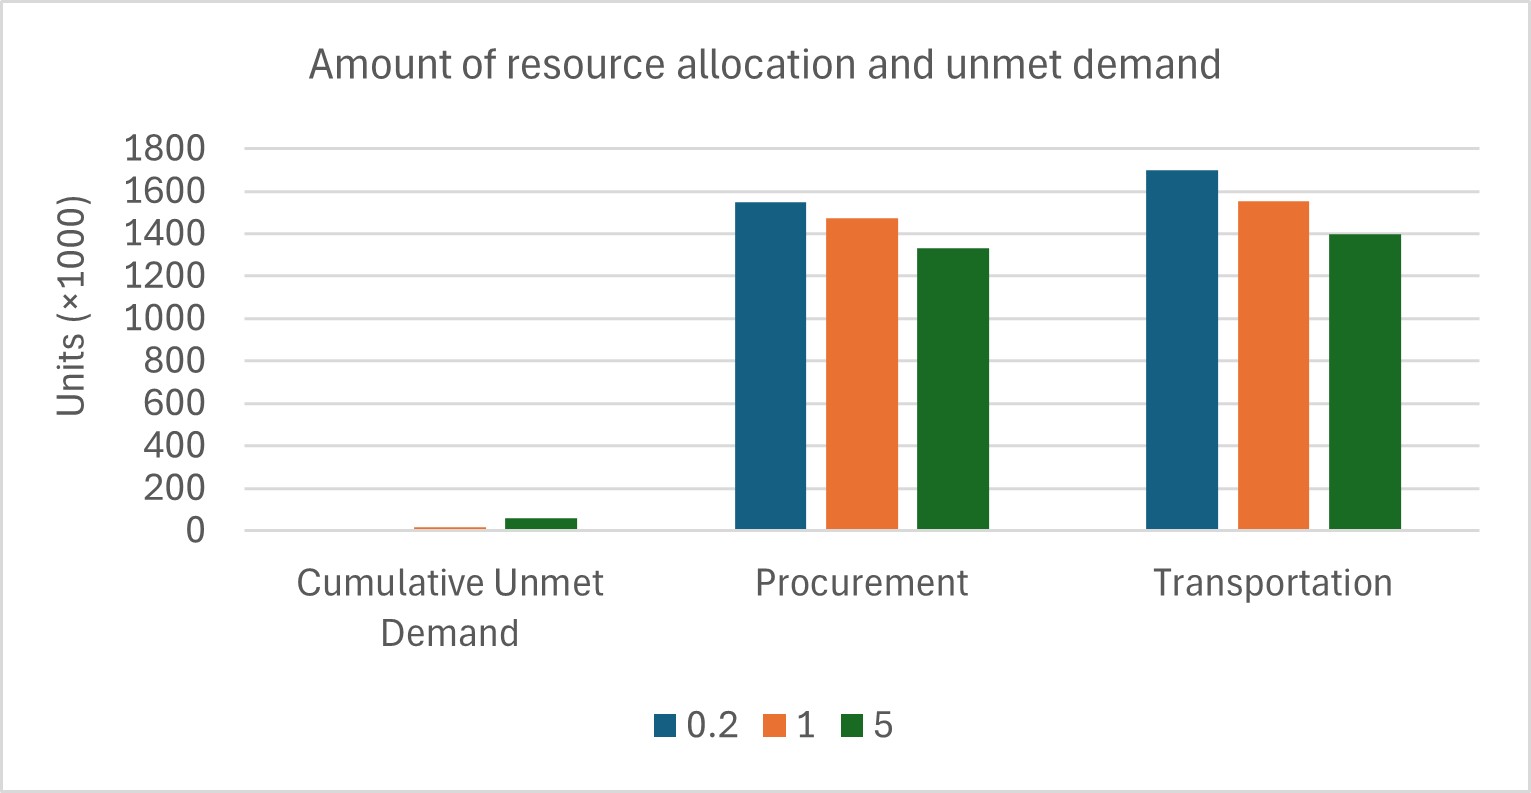 Amount of resource allocation and unmet demand
Units (×1000)
1800
1600
1400
1200
1000
800
600
400
200
0
Cumulative Unmet
Demand
Procurement
Transportation
0.2
1
5